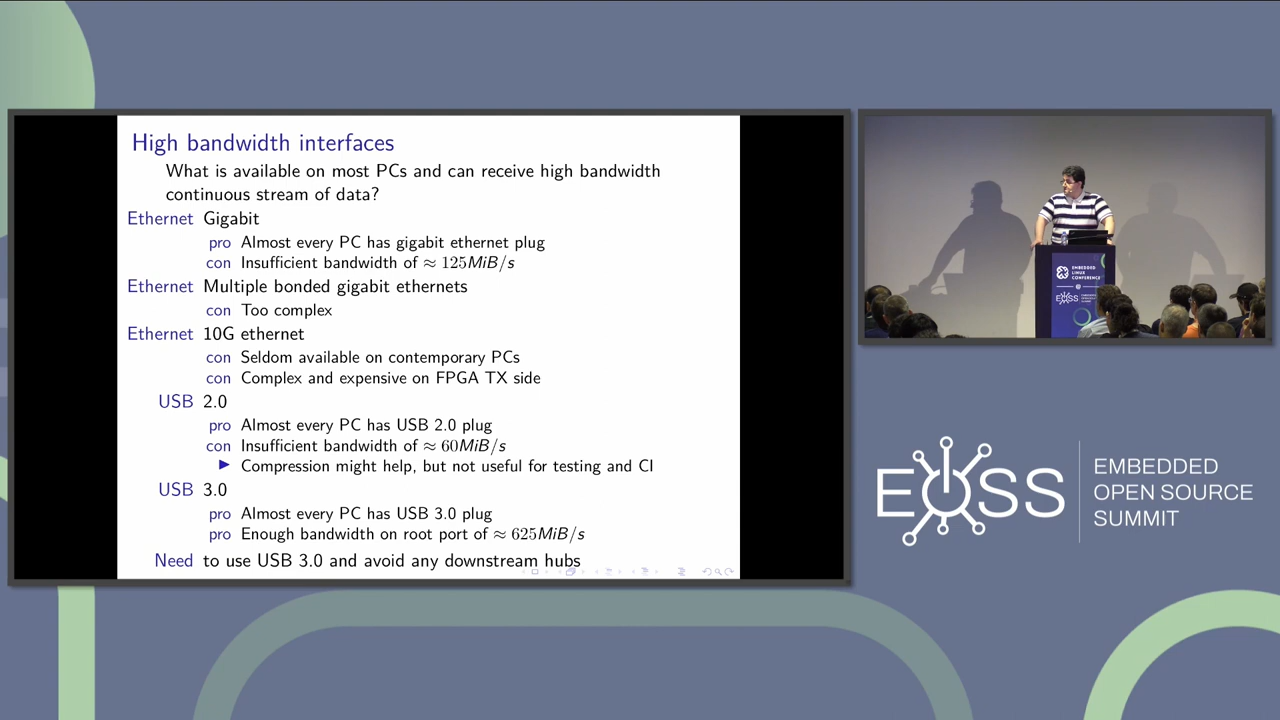 High bandwidth interfaces
What is available on most PCs and can receive high bandwidth
continuous stream of data?
Ethernet Gigabit
pro Almost every PC has gigabit ethernet plug
con Insufficient bandwidth of ≈ 125MiB/s
Ethernet Multiple bonded gigabit ethernets
con Too complex
Ethernet 10G ethernet
con Seldom available on contemporary PCs
con Complex and expensive on FPGA TX side
USB 2.0
pro Almost every PC has USB 2.0 plug
con Insufficient bandwidth of ≈ 60MiB/s
▶ Compression might help, but not useful for testing and CI
USB 3.0
pro Almost every PC has USB 3.0 plug
pro Enough bandwidth on root port of ≈ 625MiB/s
Need to use USB 3.0 and avoid any downstream hubs
EMBEDDED
LINUX
CONFERENCE
EOSS
EOSS
EMBEDDED
OPEN SOURCE
SUMMIT